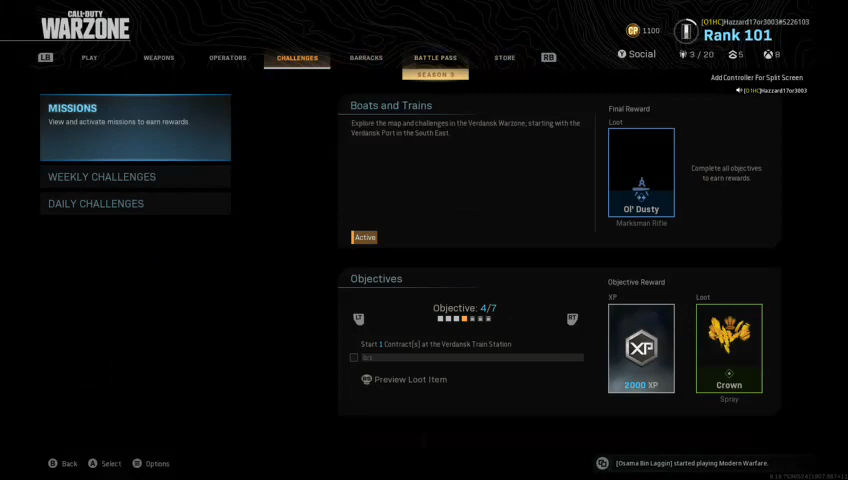 CALL OF DUTY
WARZONE
CP 1100
[O1HC]Hazzard17or3003#5226103
Rank 101
Y Social
3 / 20
5
8
LB
PLAY
WEAPONS
OPERATORS
CHALLENGES
BARRACKS
BATTLE PASS
SEASON 3
STORE
RB
Add Controller For Split Screen
[O1HC]Hazzard17or3003
MISSIONS
View and activate missions to earn rewards.
WEEKLY CHALLENGES
DAILY CHALLENGES
Boats and Trains
Explore the map and challenges in the Verdansk Warzone, starting with the
Verdansk Port in the South East.
Active
Final Reward
Loot
Ol' Dusty
Marksman Rifle
Complete all objectives
to earn rewards.
Objectives
Objective: 4/7
LT
RT
Start 1 Contract[s] at the Verdansk Train Station
0/1
RS Preview Loot Item
Objective Reward
XP
XP
2000 XP
Loot
Crown
Spray
B Back
A Select
Options
[Osama Bin Laggin] started playing Modern Warfare.